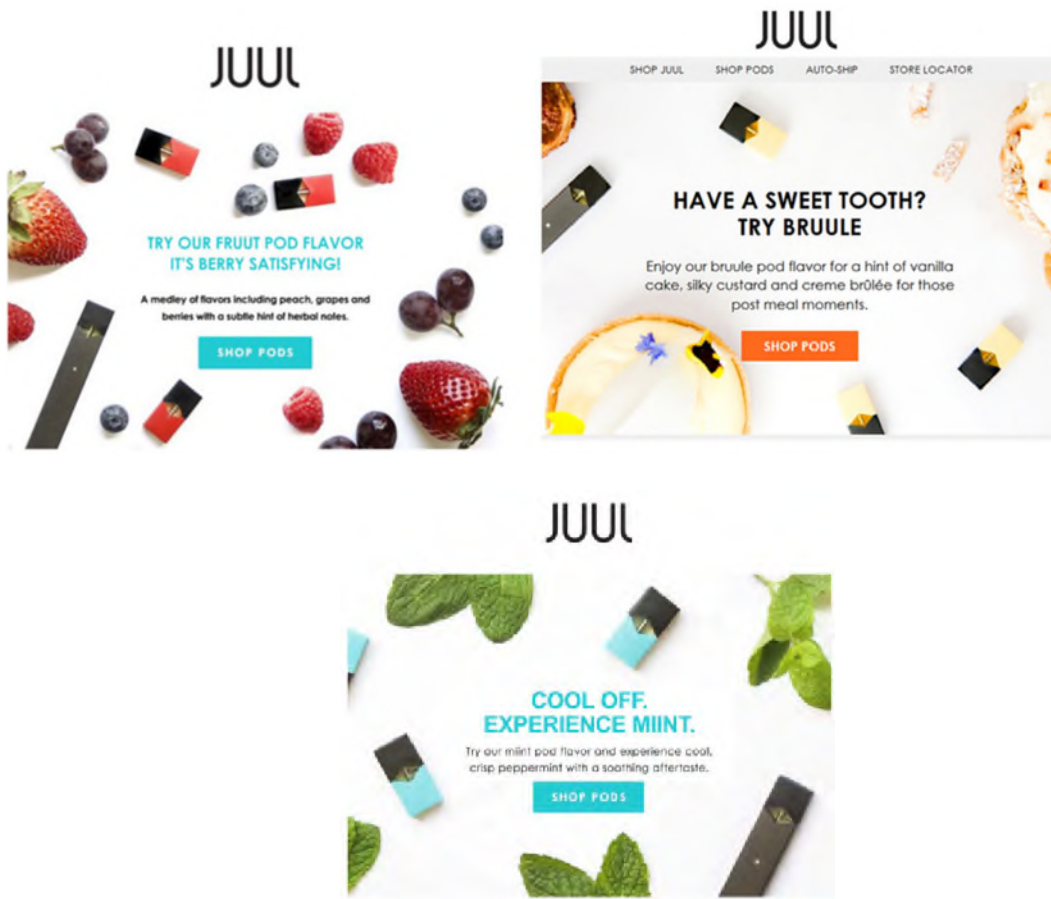 JUUL
TRY OUR FRUUT POD FLAVOR
IT'S BERRY SATISFYING!
A medley of flavors including peach, grapes and
berries with a subtle hint of herbal notes.
SHOP PODS
JUUL
SHOP JUUL SHOP PODS AUTO-SHIP STORE LOCATOR
HAVE A SWEET TOOTH?
TRY BRUULE
Enjoy our bruule pod flavor for a hint of vanilla
cake, silky custard and creme brûlée for those
post meal moments.
SHOP PODS
JUUL
COOL OFF.
EXPERIENCE MIINT.
Try our miint pod flavor and experience cool,
crisp peppermint with a soothing aftertaste.
SHOP PODS